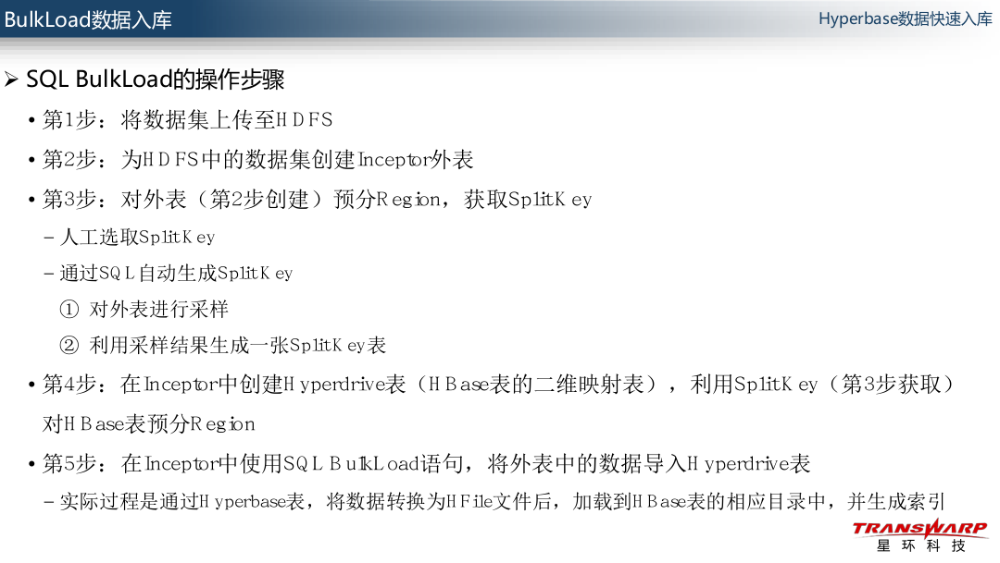 BulkLoad数据入库
Hyperbase数据快速入库
➢ SQL BulkLoad的操作步骤
• 第1步：将数据集上传至HDFS
• 第2步：为HDFS中的数据集创建Inceptor外表
• 第3步：对外表（第2步创建）预分Region，获取SplitKey
– 人工选取SplitKey
– 通过SQL自动生成SplitKey
① 对外表进行采样
② 利用采样结果生成一张SplitKey表
• 第4步：在Inceptor中创建Hyperdrive表（HBase表的二维映射表），利用SplitKey（第3步获取）
对HBase表预分Region
• 第5步：在Inceptor中使用SQL BulkLoad语句，将外表中的数据导入Hyperdrive表
– 实际过程是通过Hyperbase表，将数据转换为HFile文件后，加载到HBase表的相应目录中，并生成索引
TRANSWARP
星环科技